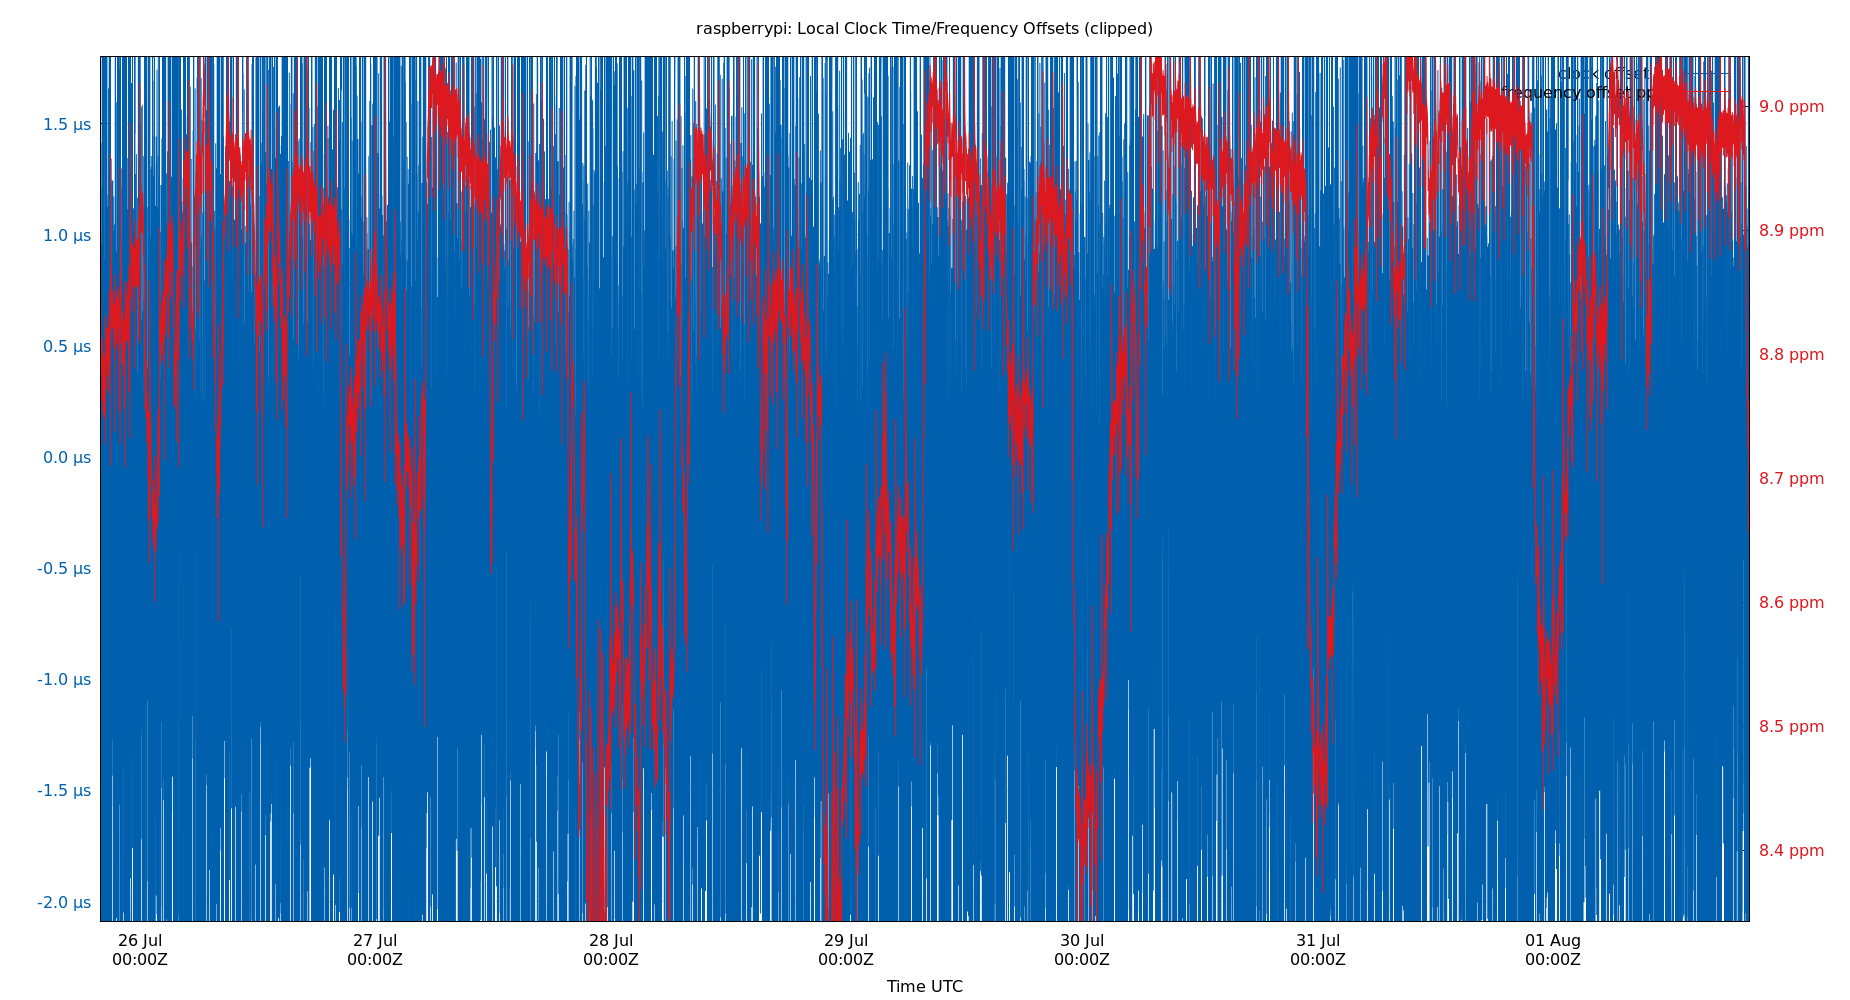 raspberrypi: Local Clock Time/Frequency Offsets (clipped)
clock offset
frequency offset pp
1.5 µs
1.0 µs
0.5 µs
0.0 µs
-0.5 µs
-1.0 µs
-1.5 µs
-2.0 µs
9.0 ppm
8.9 ppm
8.8 ppm
8.7 ppm
8.6 ppm
8.5 ppm
8.4 ppm
26 Jul 27 Jul 28 Jul 29 Jul 30 Jul 31 Jul 01 Aug
00:00Z 00:00Z 00:00Z 00:00Z 00:00Z 00:00Z 00:00Z
Time UTC